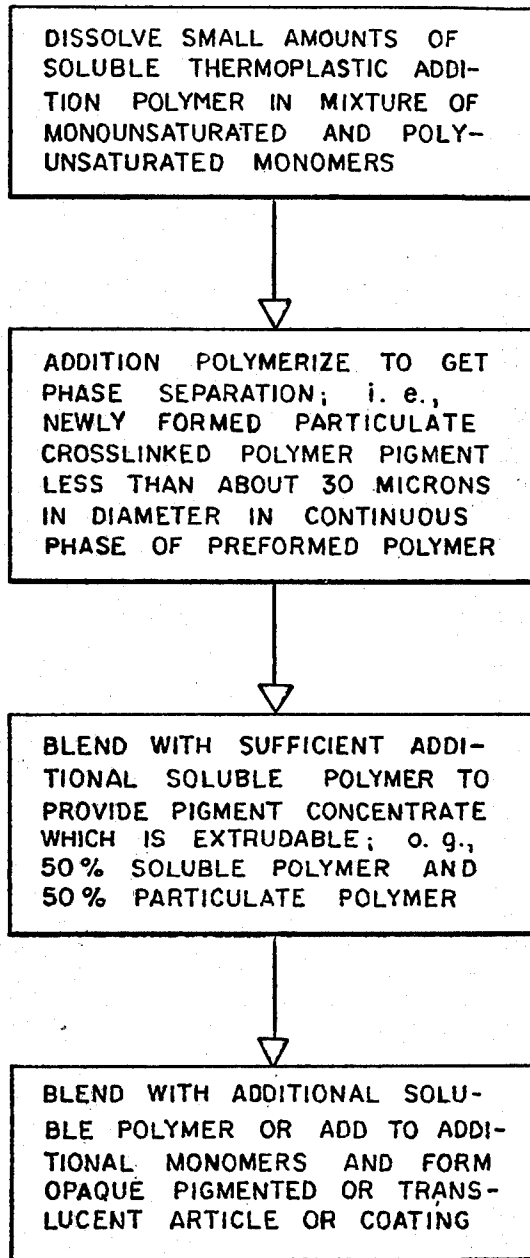 DISSOLVE SMALL AMOUNTS OF
SOLUBLE THERMOPLASTIC ADDI-
TION POLYMER IN MIXTURE OF
MONOUNSATURATED AND POLY-
UNSATURATED MONOMERS
ADDITION POLYMERIZE TO GET
PHASE SEPARATION; i. e.,
NEWLY FORMED PARTICULATE
CROSSLINKED POLYMER PIGMENT
LESS THAN ABOUT 30 MICRONS
IN DIAMETER IN CONTINUOUS
PHASE OF PREFORMED POLYMER
BLEND WITH SUFFICIENT ADDI-
TIONAL SOLUBLE POLYMER TO
PROVIDE PIGMENT CONCENTRATE
WHICH IS EXTRUDABLE; o. g.,
50% SOLUBLE POLYMER AND
50% PARTICULATE POLYMER
BLEND WITH ADDITIONAL SOLU-
BLE POLYMER OR ADD TO ADDI-
TIONAL MONOMERS AND FORM
OPAQUE PIGMENTED OR TRANS-
LUCENT ARTICLE OR COATING